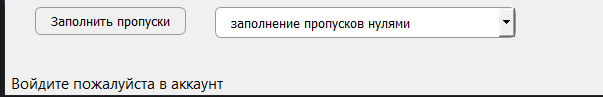 Заполнить пропуски
заполнение пропусков нулями
Войдите пожалуйста в аккаунт